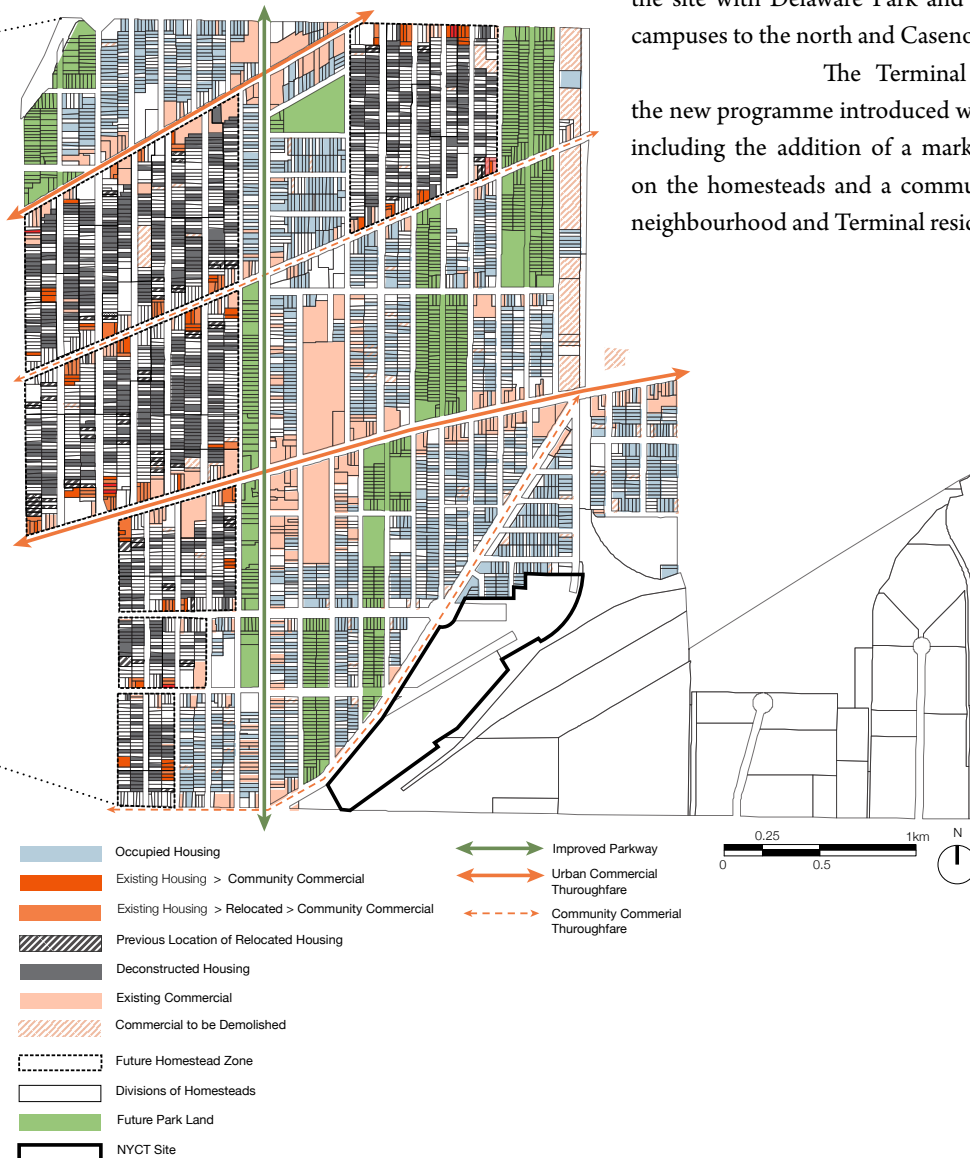 the site with Delaware Park and
campuses to the north and Caseno
The Terminal
the new programme introduced w
including the addition of a mark
on the homesteads and a commu
neighbourhood and Terminal resid
Occupied Housing
Existing Housing > Community Commercial
Existing Housing > Relocated > Community Commercial
Previous Location of Relocated Housing
Deconstructed Housing
Existing Commercial
Commercial to be Demolished
Future Homestead Zone
Divisions of Homesteads
Future Park Land
NYCT Site
Improved Parkway
Urban Commercial
Thuroughfare
Community Commerial
Thuroughfare
0.25
1km
0
0.5
N